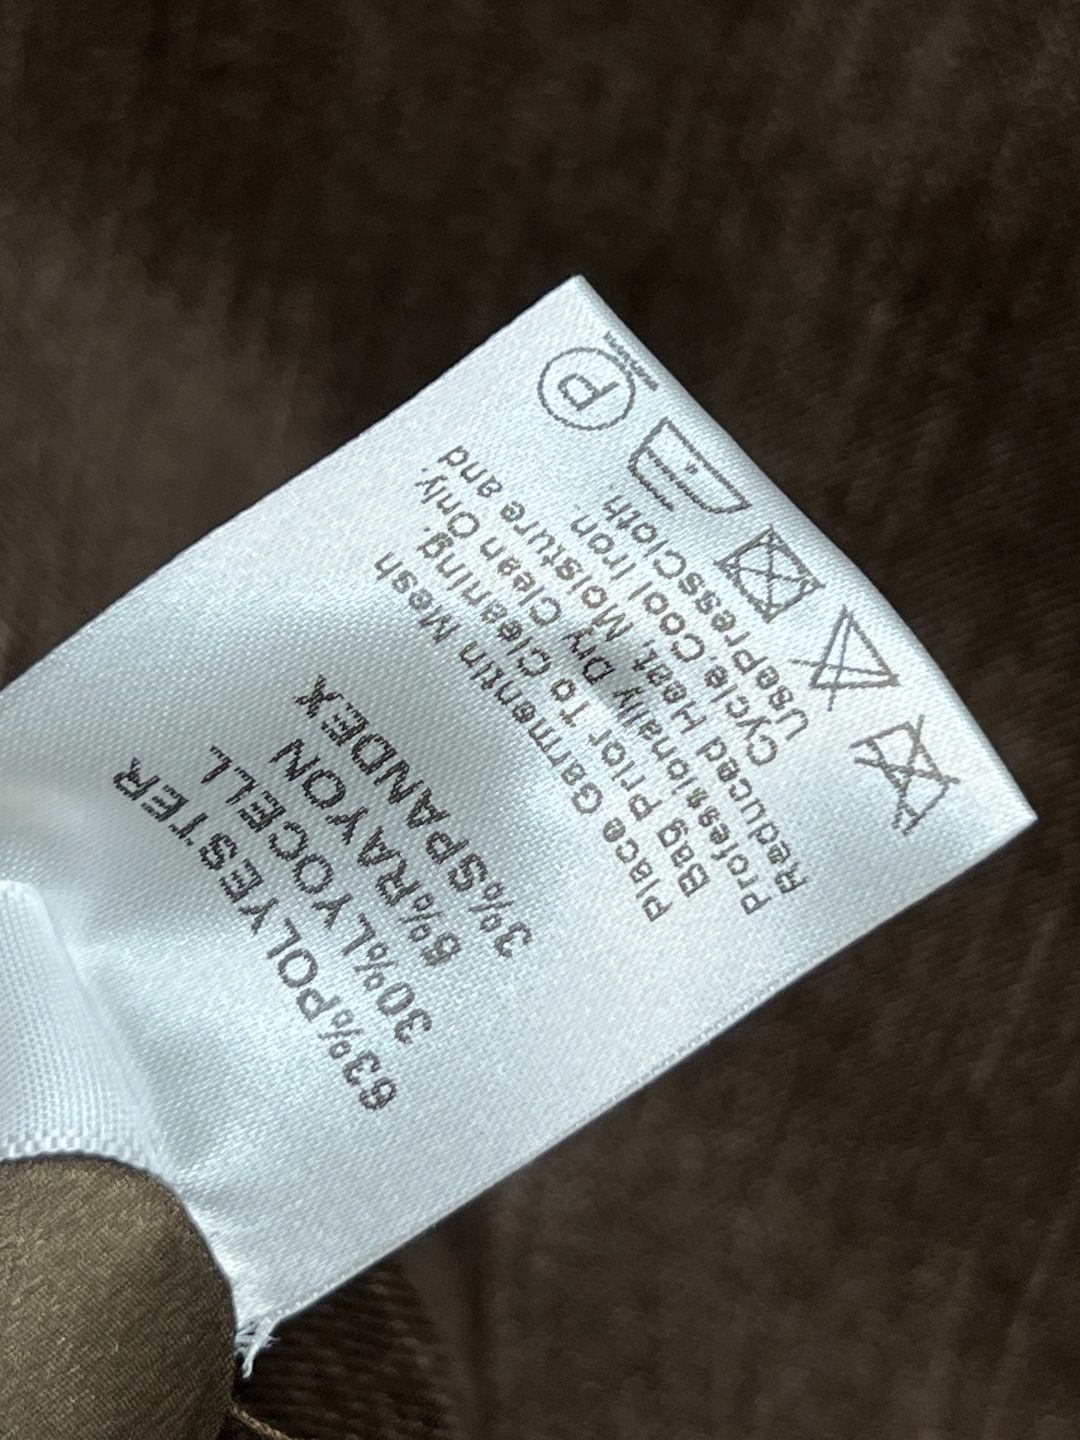 63%POLYESTER
30%LYOCELL
6%RAYON
3%SPANDEX
Place Garmentin Mesh
Bag Prior To Cleaning.
Professionally Dry Clean Only.
Reduced Heat, Moisture and
Cycle.Cool Iron.
UsePressCloth.
P